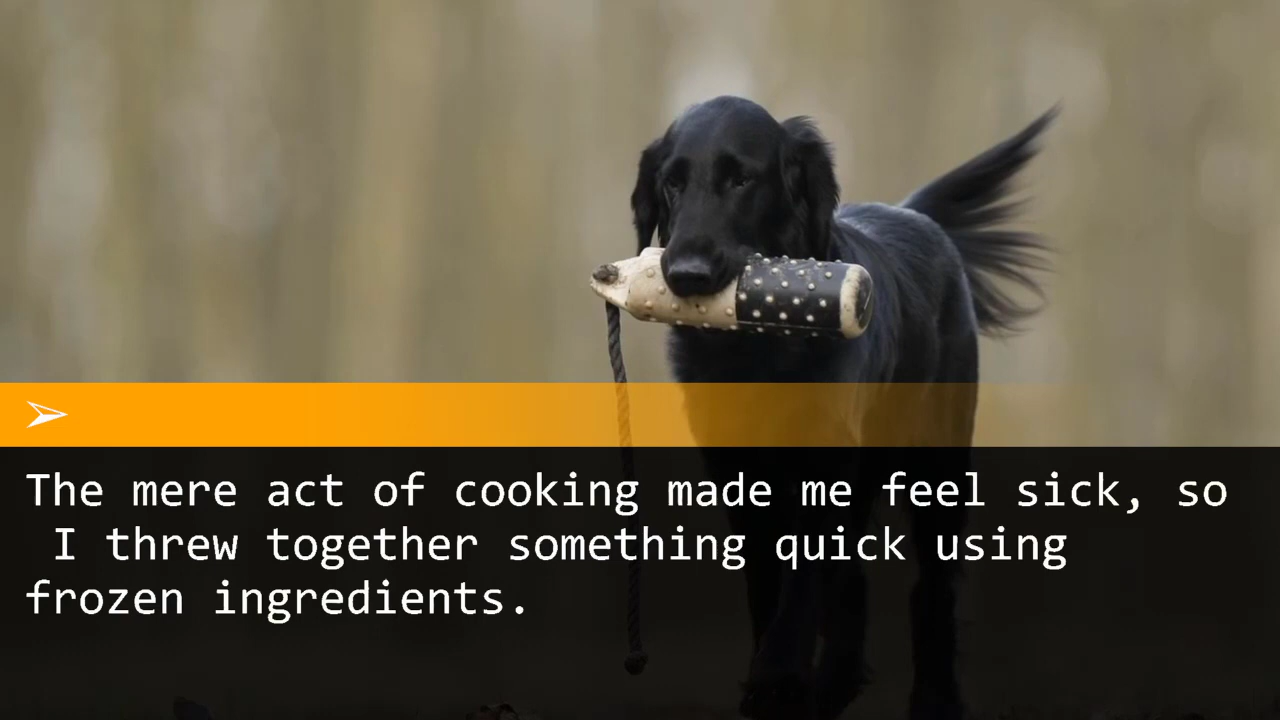 The mere act of cooking made me feel sick, so
I threw together something quick using
frozen ingredients.